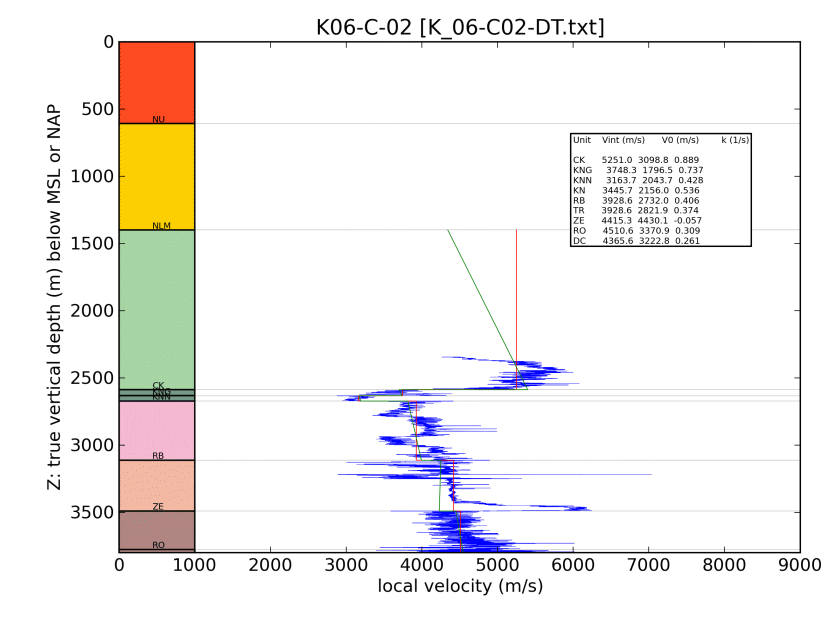 K06-C-02 [K_06-C02-DT.txt]
0
500
1000
1500
2000
2500
3000
3500
Z: true vertical depth (m) below MSL or NAP
NU
NLM
CK
KNG
KNN
RB
ZE
RO
Unit Vint (m/s) V0 (m/s) k (1/s)
CK 5251.0 3098.8 0.889
KNG 3748.3 1796.5 0.737
KNN 3163.7 2043.7 0.428
KN 3445.7 2156.0 0.536
RB 3928.6 2732.0 0.406
TR 3928.6 2821.9 0.374
ZE 4415.3 4430.1 -0.057
RO 4510.6 3370.9 0.309
DC 4365.6 3222.8 0.261
0 1000 2000 3000 4000 5000 6000 7000 8000 9000
local velocity (m/s)